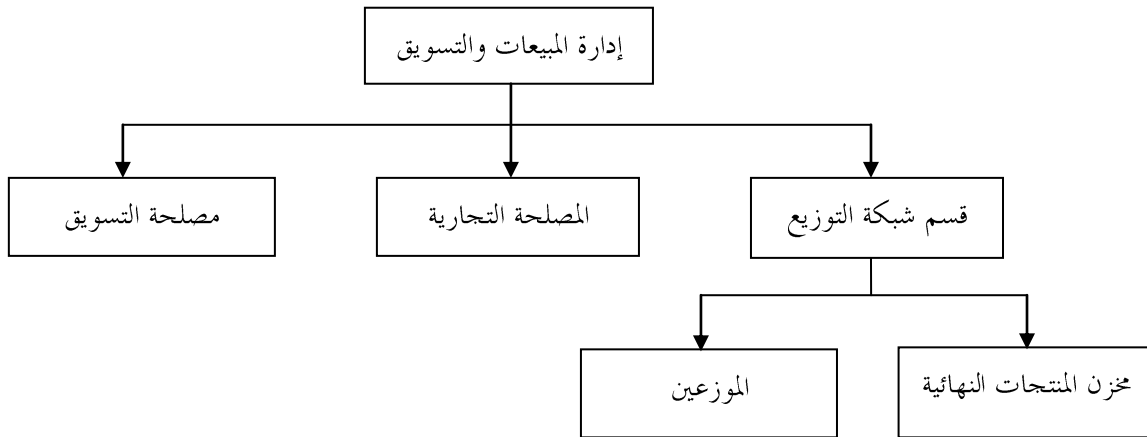 إدارة المبيعات والتسويق
قسم شبكة التوزيع
المصلحة التجارية
مصلحة التسويق
مخزن المنتجات النهائية
الموزعين